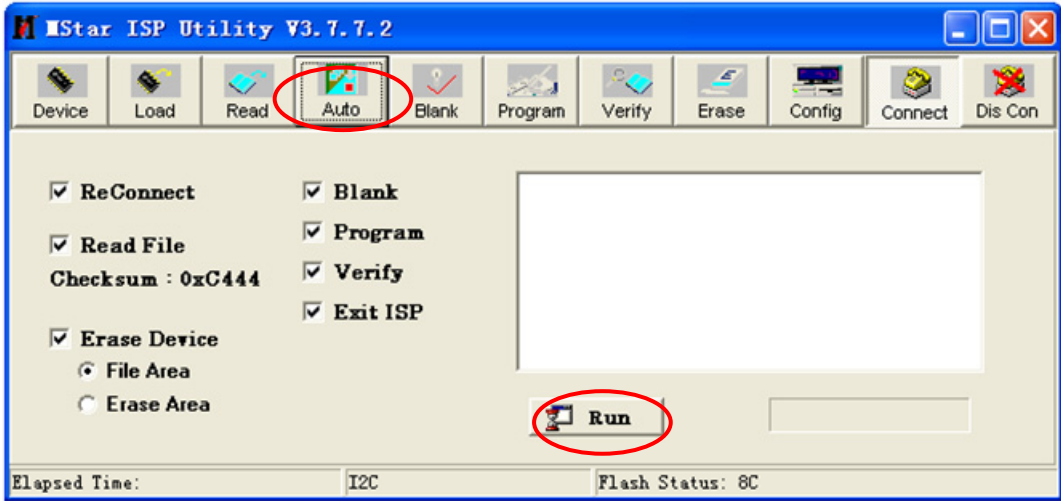 MStar ISP Utility V3.7.7.2
Device Load Read Auto Blank Program Verify Erase Config Connect Dis Con
ReConnect
Read File
Checksum : 0xC444
Erase Device
File Area
Erase Area
Blank
Program
Verify
Exit ISP
Run
Elapsed Time: I2C Flash Status: 8C